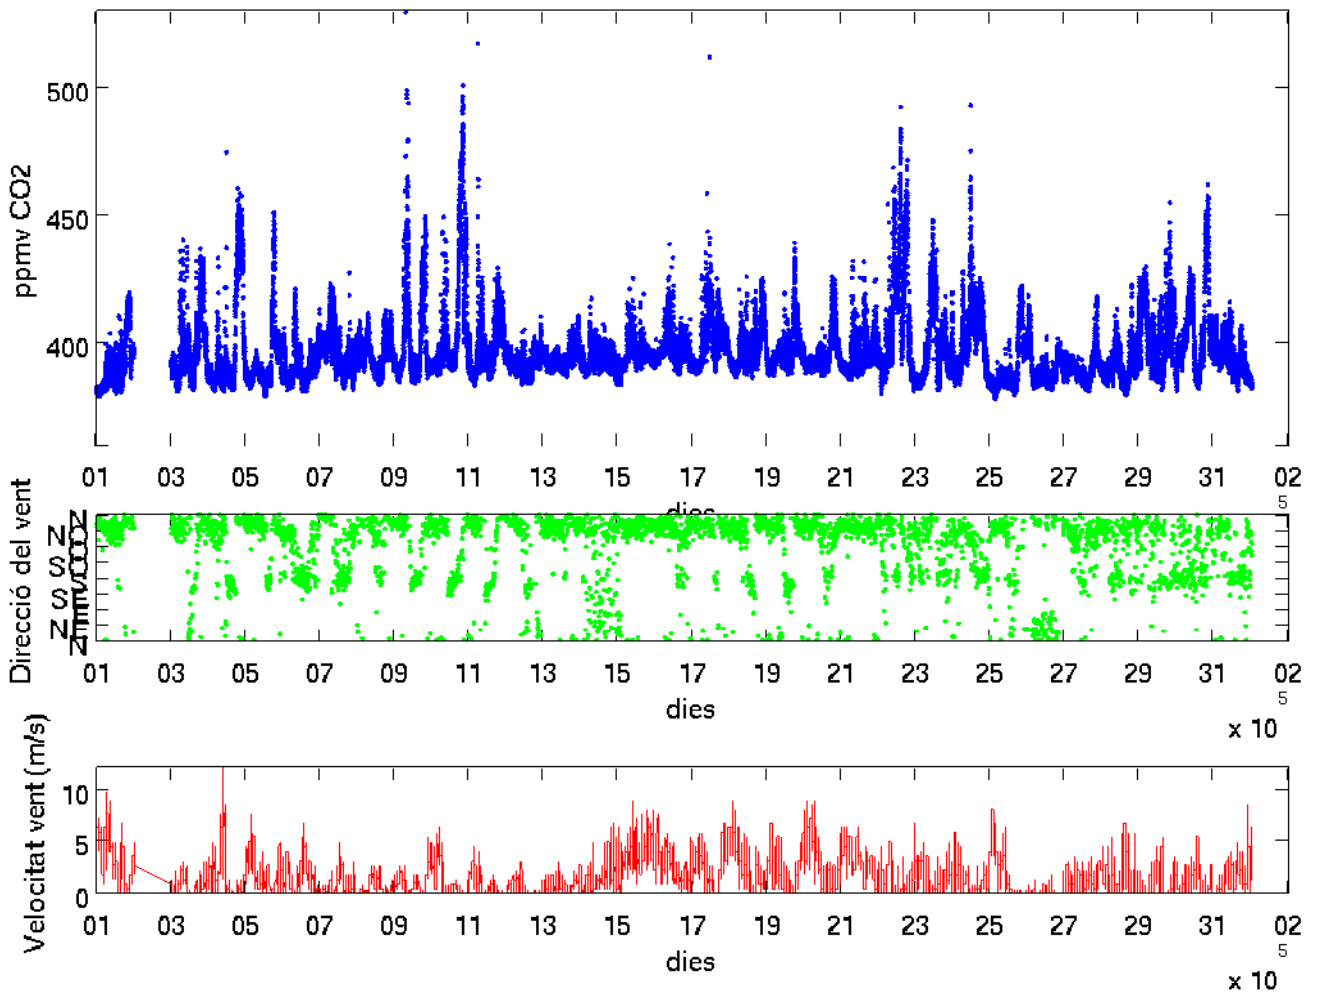 500
450
400
ppmv CO2
01 03 05 07 09 11 13 15 17 19 21 23 25 27 29 31 02
dies
5
N
NO
O
SO
S
SE
E
NE
N
Direcció del vent
01 03 05 07 09 11 13 15 17 19 21 23 25 27 29 31 02
dies
5
x 10
10
5
0
Velocitat vent (m/s)
01 03 05 07 09 11 13 15 17 19 21 23 25 27 29 31 02
dies
5
x 10